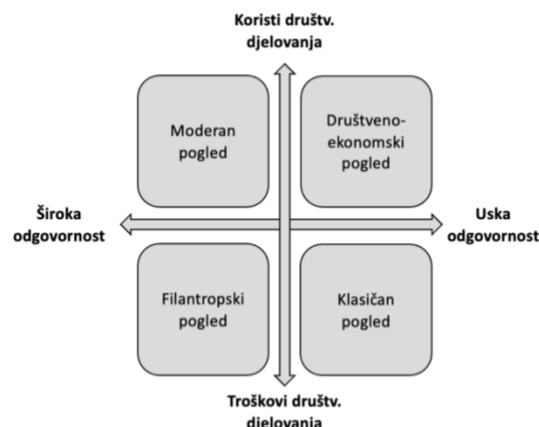 Koristi društv.
djelovanja
Moderan
pogled
Društveno-
ekonomski
pogled
Široka
odgovornost
Uska
odgovornost
Filantropski
pogled
Klasičan
pogled
Troškovi društv.
djelovanja